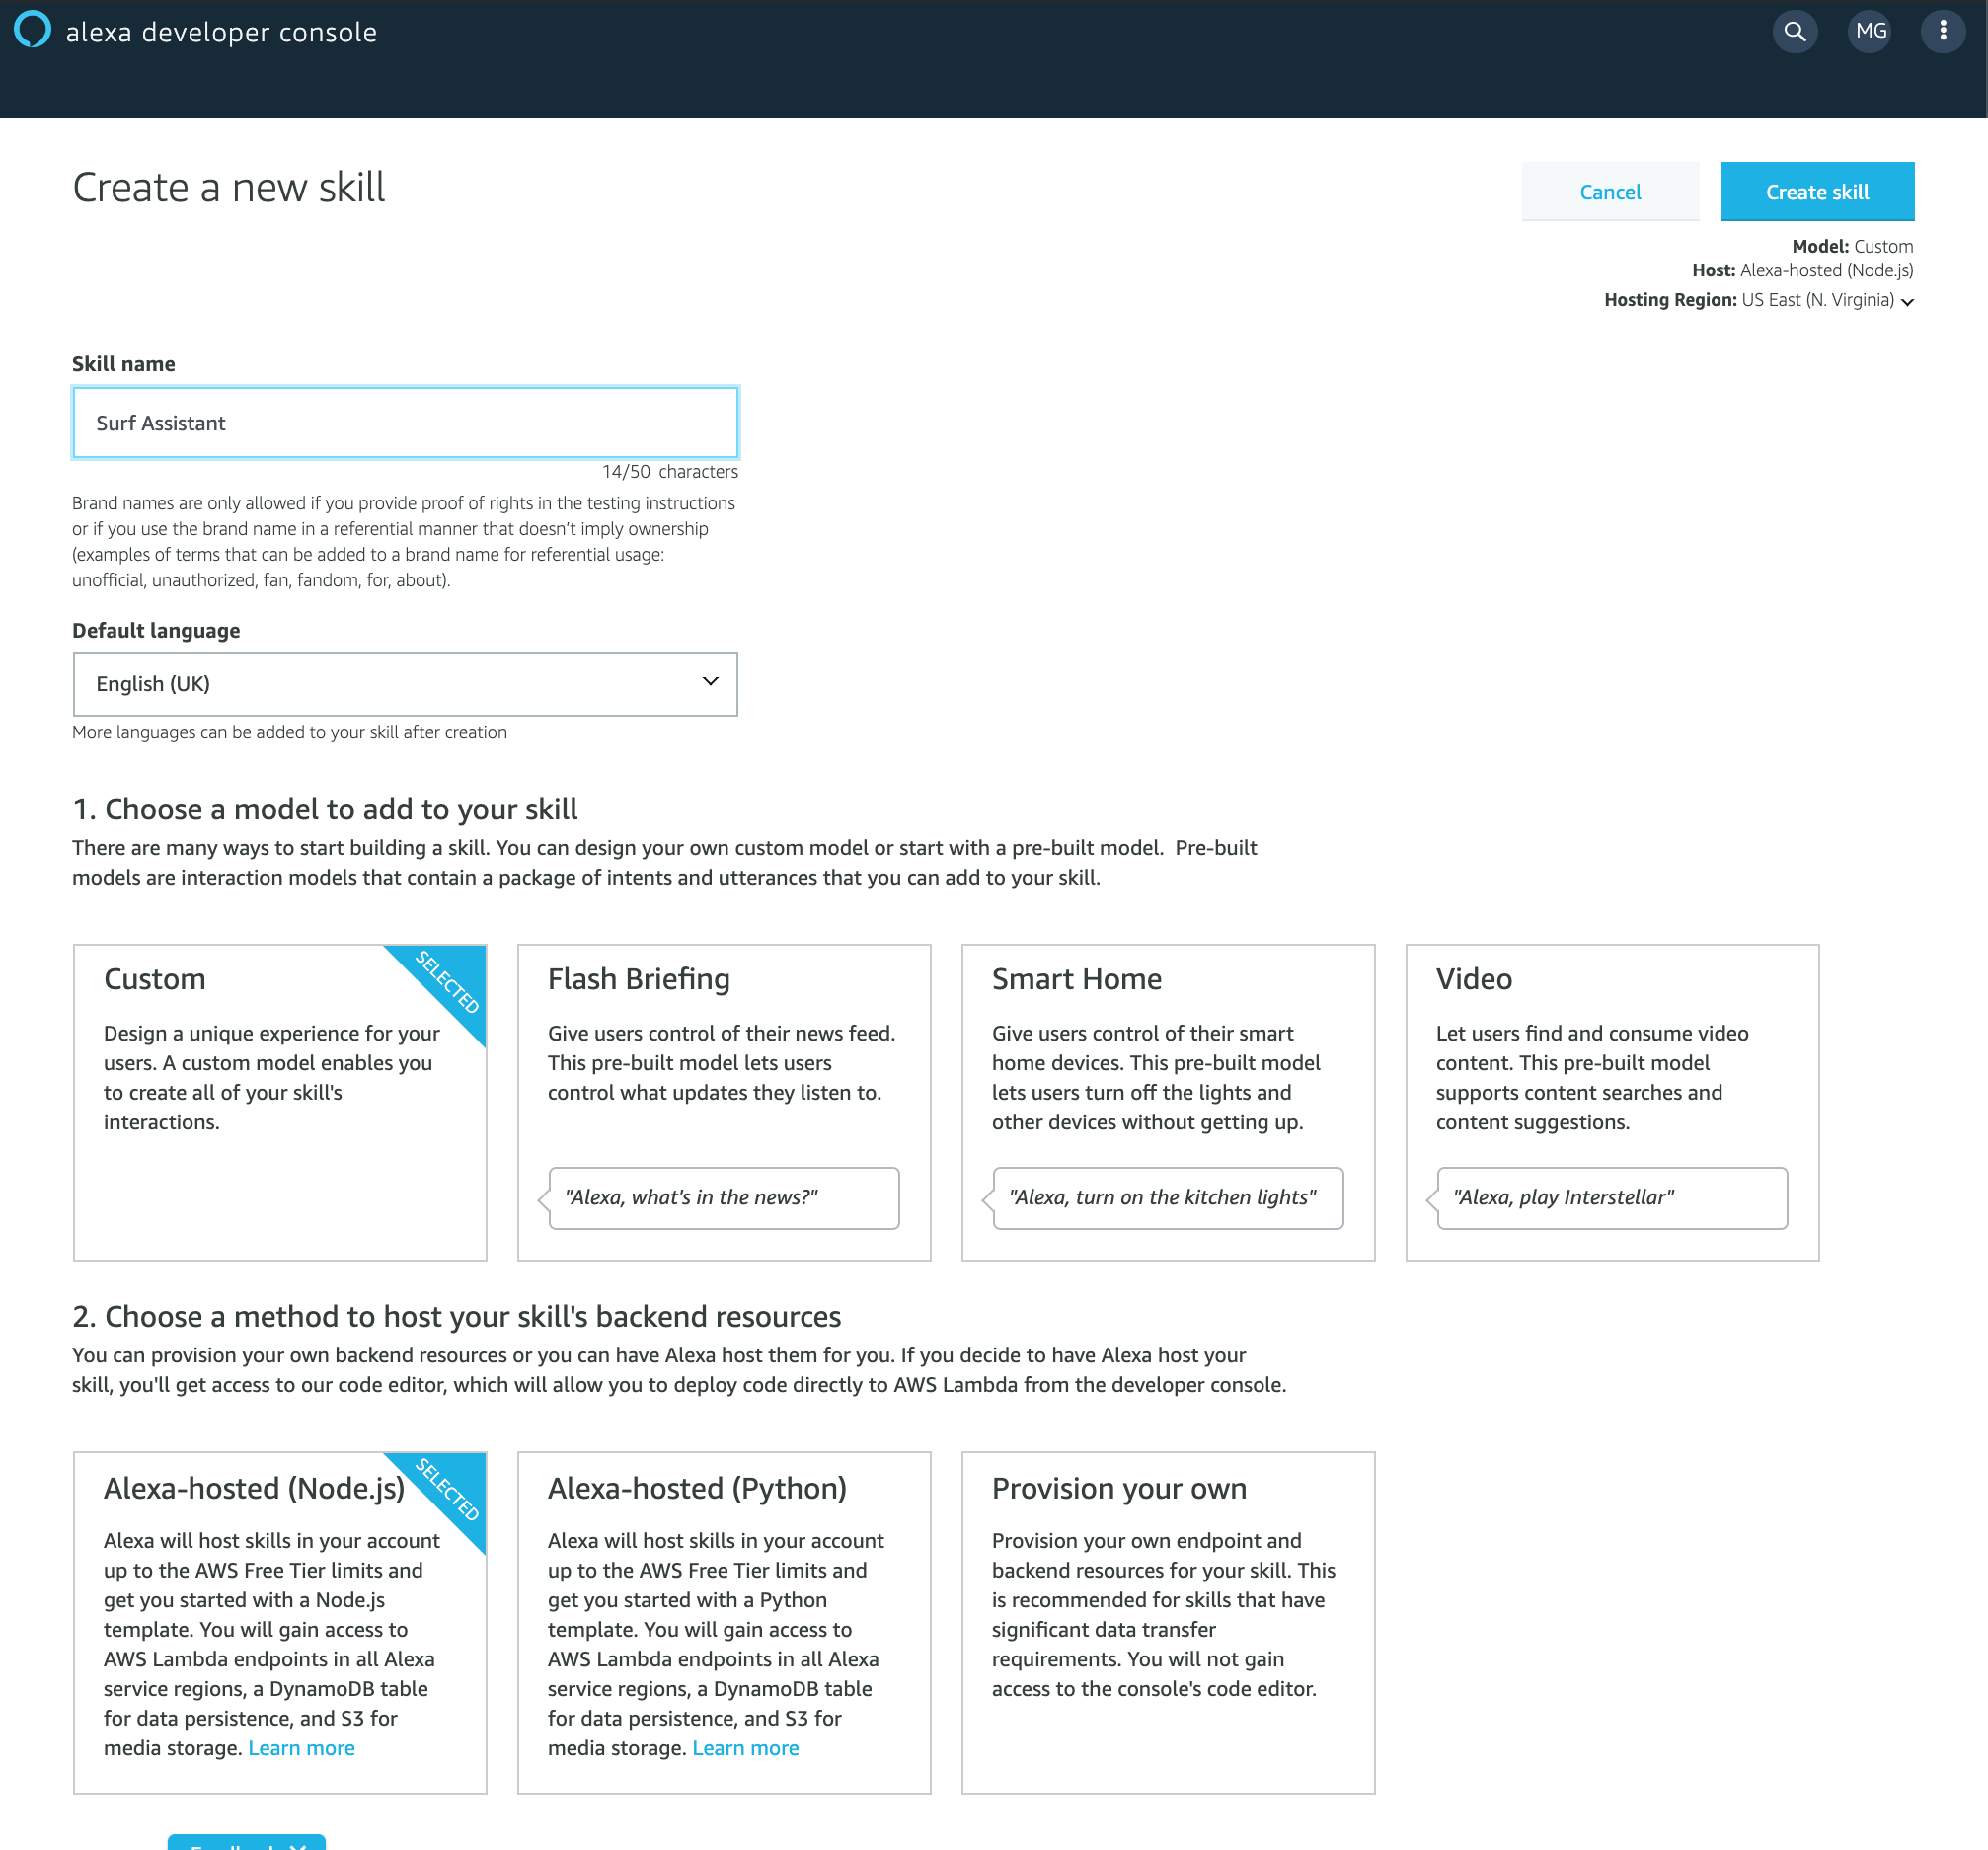 alexa developer console
MG
Create a new skill
Cancel
Create skill
Model: Custom
Host: Alexa-hosted (Node.js)
Hosting Region: US East (N. Virginia)
Skill name
Surf Assistant
14/50 characters
Brand names are only allowed if you provide proof of rights in the testing instructions
or if you use the brand name in a referential manner that doesn't imply ownership
(examples of terms that can be added to a brand name for referential usage:
unofficial, unauthorized, fan, fandom, for, about).
Default language
English (UK)
More languages can be added to your skill after creation
1. Choose a model to add to your skill
There are many ways to start building a skill. You can design your own custom model or start with a pre-built model.  Pre-built
models are interaction models that contain a package of intents and utterances that you can add to your skill.
Custom
SELECTED
Design a unique experience for your
users. A custom model enables you
to create all of your skill's
interactions.
Flash Briefing
Give users control of their news feed.
This pre-built model lets users
control what updates they listen to.
"Alexa, what's in the news?"
Smart Home
Give users control of their smart
home devices. This pre-built model
lets users turn off the lights and
other devices without getting up.
"Alexa, turn on the kitchen lights"
Video
Let users find and consume video
content. This pre-built model
supports content searches and
content suggestions.
"Alexa, play Interstellar"
2. Choose a method to host your skill's backend resources
You can provision your own backend resources or you can have Alexa host them for you. If you decide to have Alexa host your
skill, you'll get access to our code editor, which will allow you to deploy code directly to AWS Lambda from the developer console.
Alexa-hosted (Node.js)
SELECTED
Alexa will host skills in your account
up to the AWS Free Tier limits and
get you started with a Node.js
template. You will gain access to
AWS Lambda endpoints in all Alexa
service regions, a DynamoDB table
for data persistence, and S3 for
media storage. Learn more
Alexa-hosted (Python)
Alexa will host skills in your account
up to the AWS Free Tier limits and
get you started with a Python
template. You will gain access to
AWS Lambda endpoints in all Alexa
service regions, a DynamoDB table
for data persistence, and S3 for
media storage. Learn more
Provision your own
Provision your own endpoint and
backend resources for your skill. This
is recommended for skills that have
significant data transfer
requirements. You will not gain
access to the console's code editor.